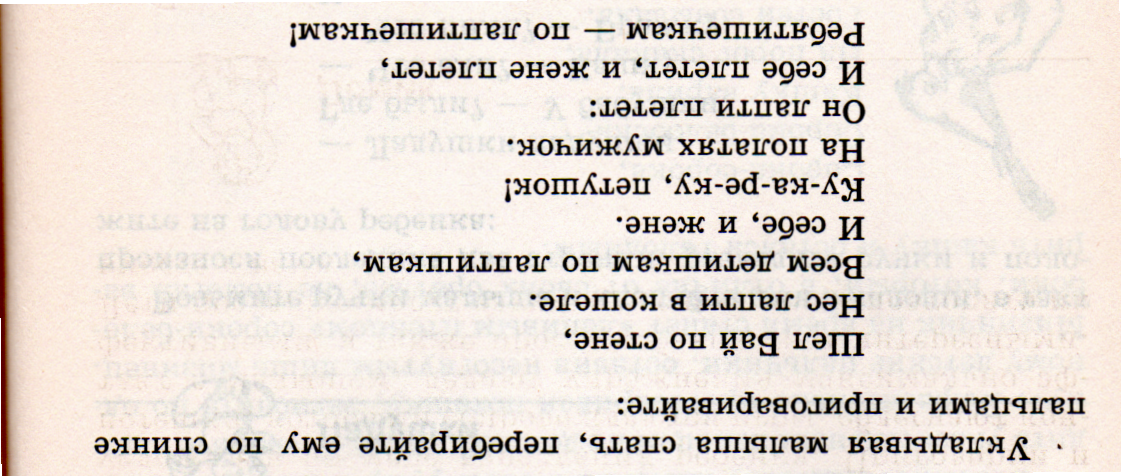 Укладывая малыша спать, перебирайте ему по спинке
пальцами и приговаривайте:
Шел Бай по стене,
Нес лапти в кошеле.
Всем детишкам по лаптишкам,
И себе, и жене.
Ку-ка-ре-ку, петушок!
На полатях мужичок.
Он лапти плетет:
И себе плетет, и жене плетет,
Ребятишечкам — по лаптишечкам!